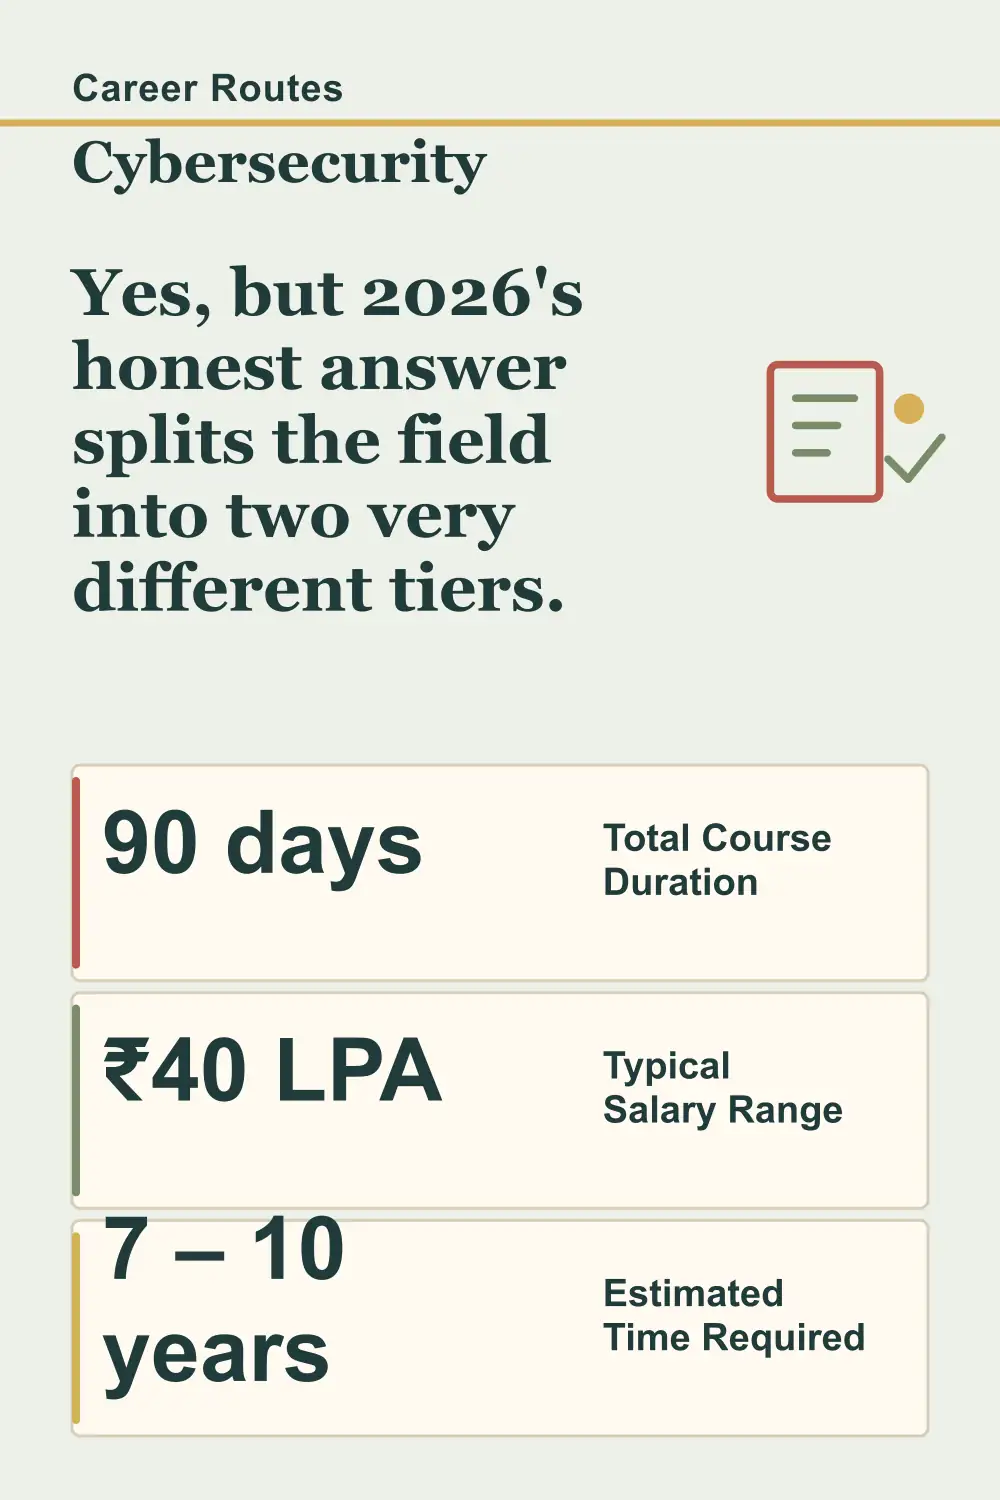 Career Routes
Cybersecurity
Yes, but 2026's
honest answer
splits the field
into two very
different tiers.
90 days
Total Course
Duration
₹40 LPA
Typical
Salary Range
7 – 10
years
Estimated
Time Required